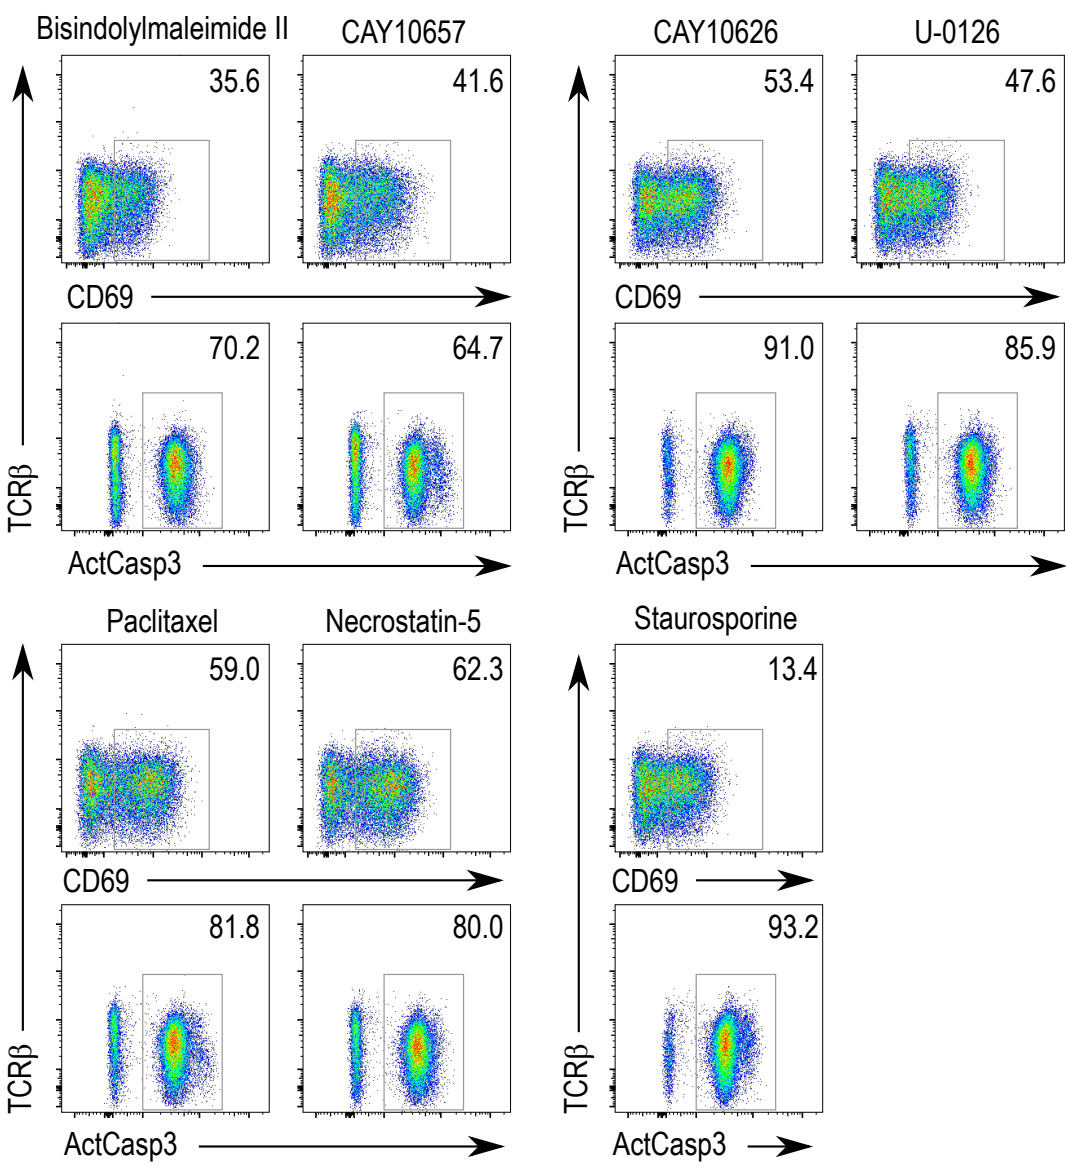 Bisindolylmaleimide II CAY10657 CAY10626 U-0126
35.6 41.6 53.4 47.6
CD69 CD69
70.2 64.7 91.0 85.9
TCRβ TCRβ
ActCasp3 ActCasp3
Paclitaxel Necrostatin-5 Staurosporine
59.0 62.3 13.4
CD69 CD69
81.8 80.0 93.2
TCRβ TCRβ
ActCasp3 ActCasp3